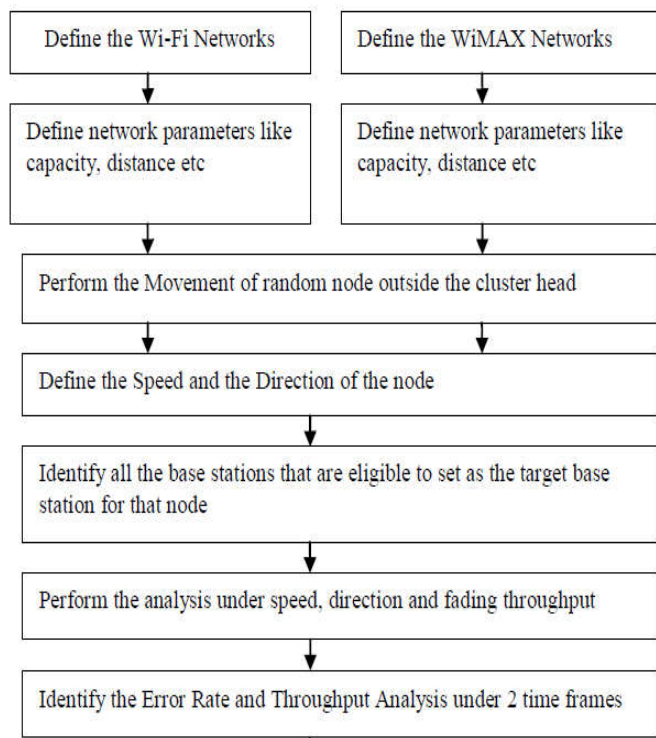 Define the Wi-Fi Networks
Define the WiMAX Networks
Define network parameters like
capacity, distance etc
Define network parameters like
capacity, distance etc
Perform the Movement of random node outside the cluster head
Define the Speed and the Direction of the node
Identify all the base stations that are eligible to set as the target base
station for that node
Perform the analysis under speed, direction and fading throughput
Identify the Error Rate and Throughput Analysis under 2 time frames